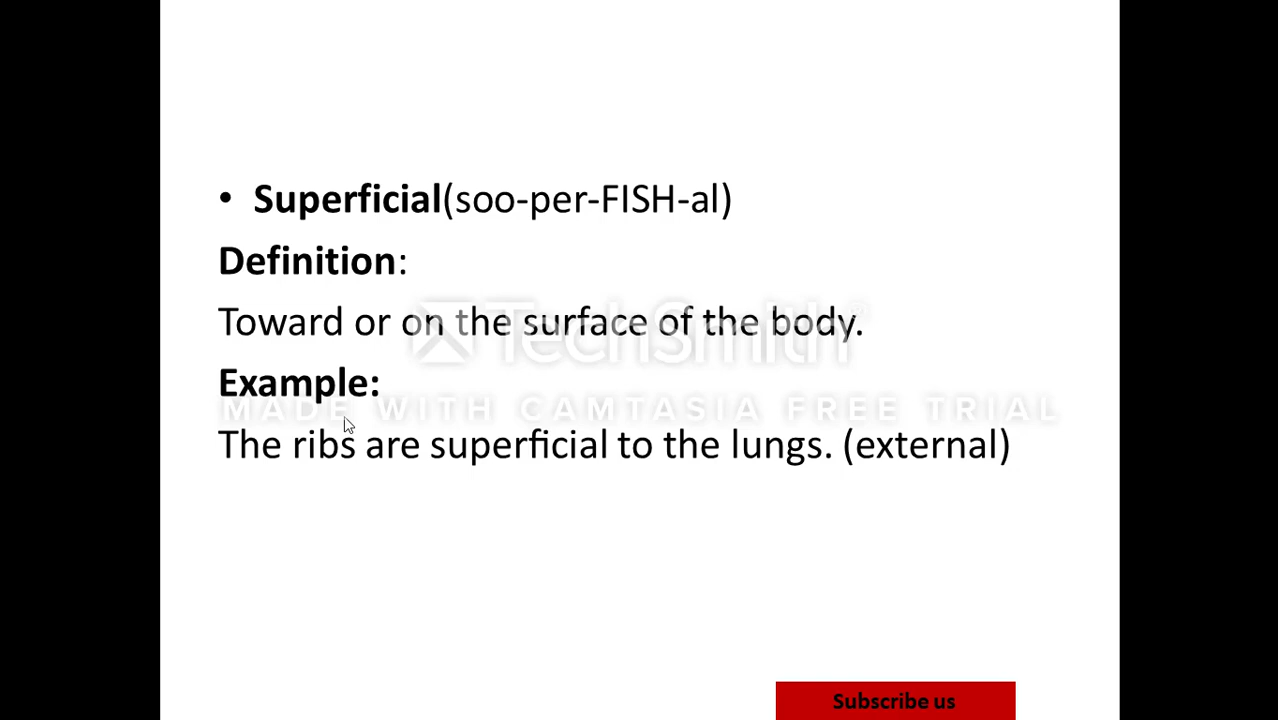 • Superficial(soo-per-FISH-al)
Definition:
Toward or on the surface of the body.
TechSmith®
Example:
MADE WITH CAMTASIA FREE TRIAL
The ribs are superficial to the lungs. (external)
Subscribe us